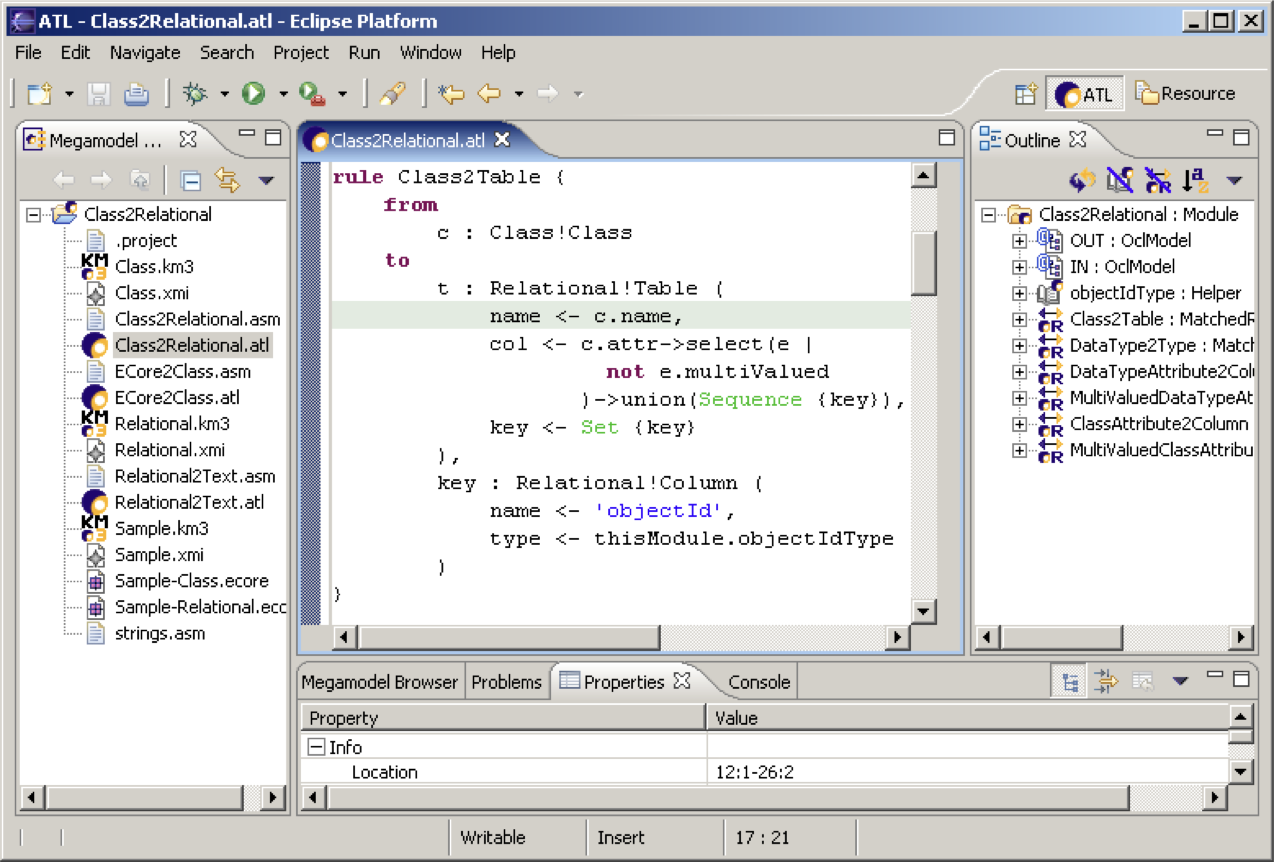 ATL - Class2Relational.atl - Eclipse Platform
File Edit Navigate Search Project Run Window Help
ATL Resource
Megamodel ...
Class2Relational
.project
Class.km3
Class.xmi
Class2Relational.asm
Class2Relational.atl
ECore2Class.asm
ECore2Class.atl
Relational.km3
Relational.xmi
Relational2Text.asm
Relational2Text.atl
Sample.km3
Sample.xmi
Sample-Class.ecore
Sample-Relational.ecc
strings.asm
Class2Relational.atl
rule Class2Table {
from
c : Class!Class
to
t : Relational!Table (
name <- c.name,
col <- c.attr->select(e |
not e.multiValued
)->union(Sequence {key}),
key <- Set {key}
),
key : Relational!Column (
name <- 'objectId',
type <- thisModule.objectIdType
)
}
Outline
Class2Relational : Module
OUT : OclModel
IN : OclModel
objectIdType : Helper
Class2Table : MatchedR
DataType2Type : Match
DataTypeAttribute2Colu
MultiValuedDataTypeAt
ClassAttribute2Column
MultiValuedClassAttribu
Megamodel Browser Problems Properties Console
Property Value
Info
Location 12:1-26:2
Writable Insert 17 : 21